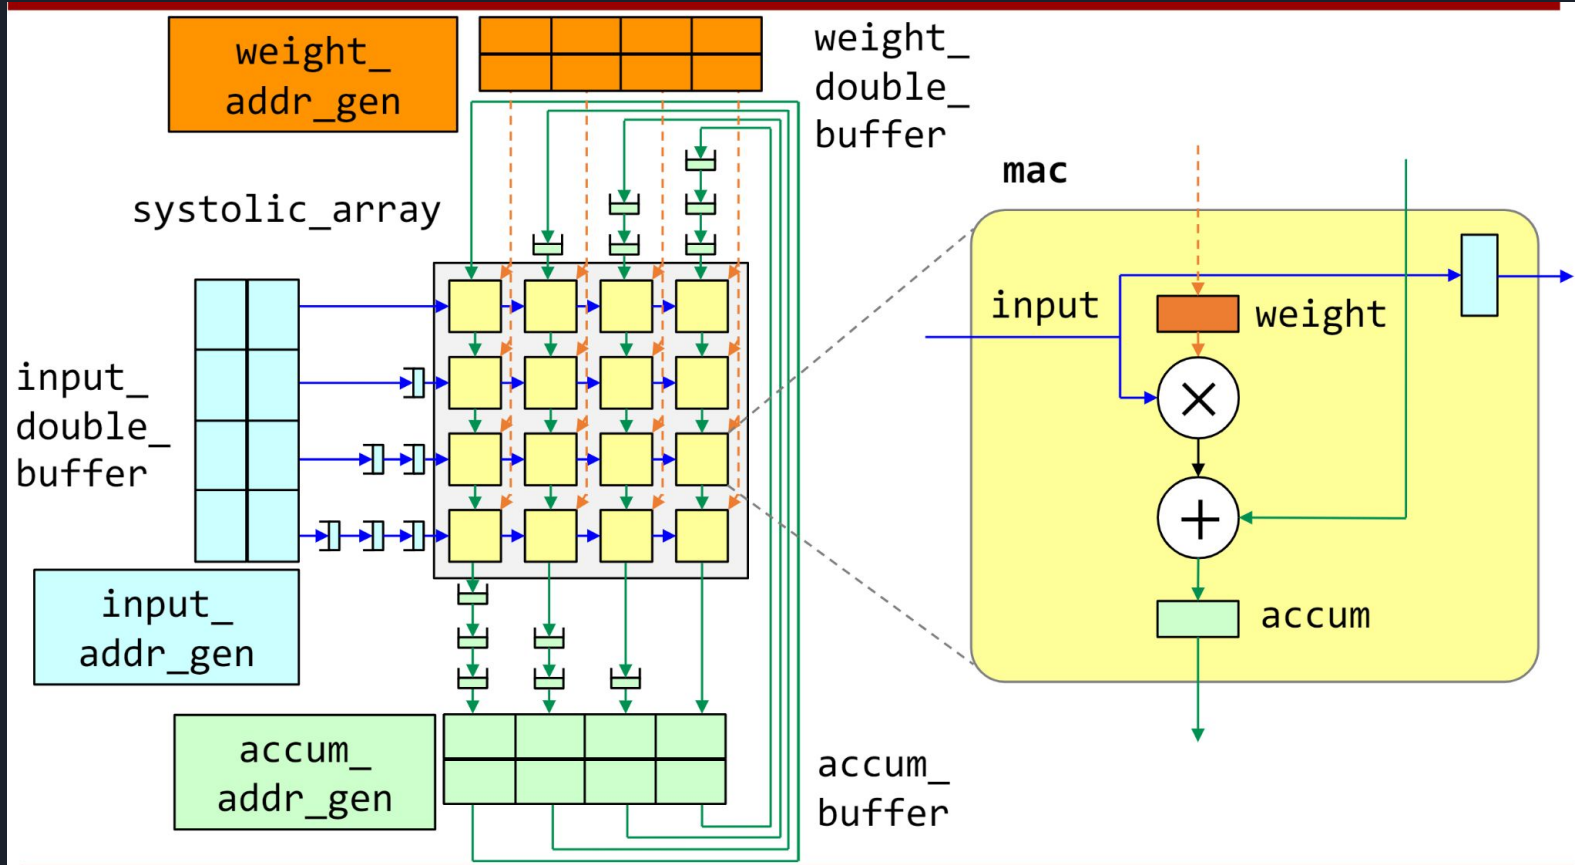 weight_
addr_gen
weight_
double_
buffer
systolic_array
input_
double_
buffer
input_
addr_gen
accum_
addr_gen
accum_
buffer
mac
input
weight
×
+
accum